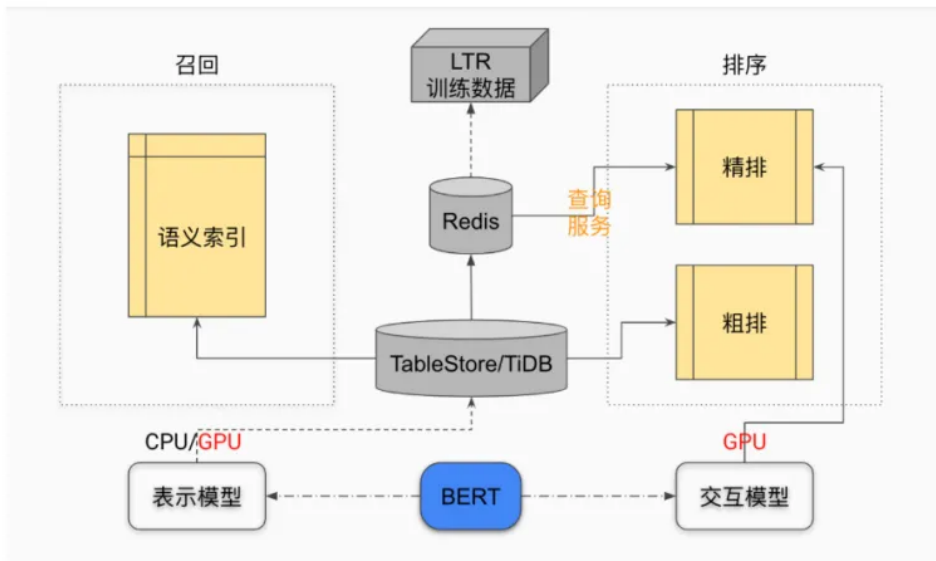 召回
LTR
训练数据
排序
语义索引
Redis
查询
服务
精排
粗排
TableStore/TiDB
CPU/GPU
GPU
表示模型
BERT
交互模型